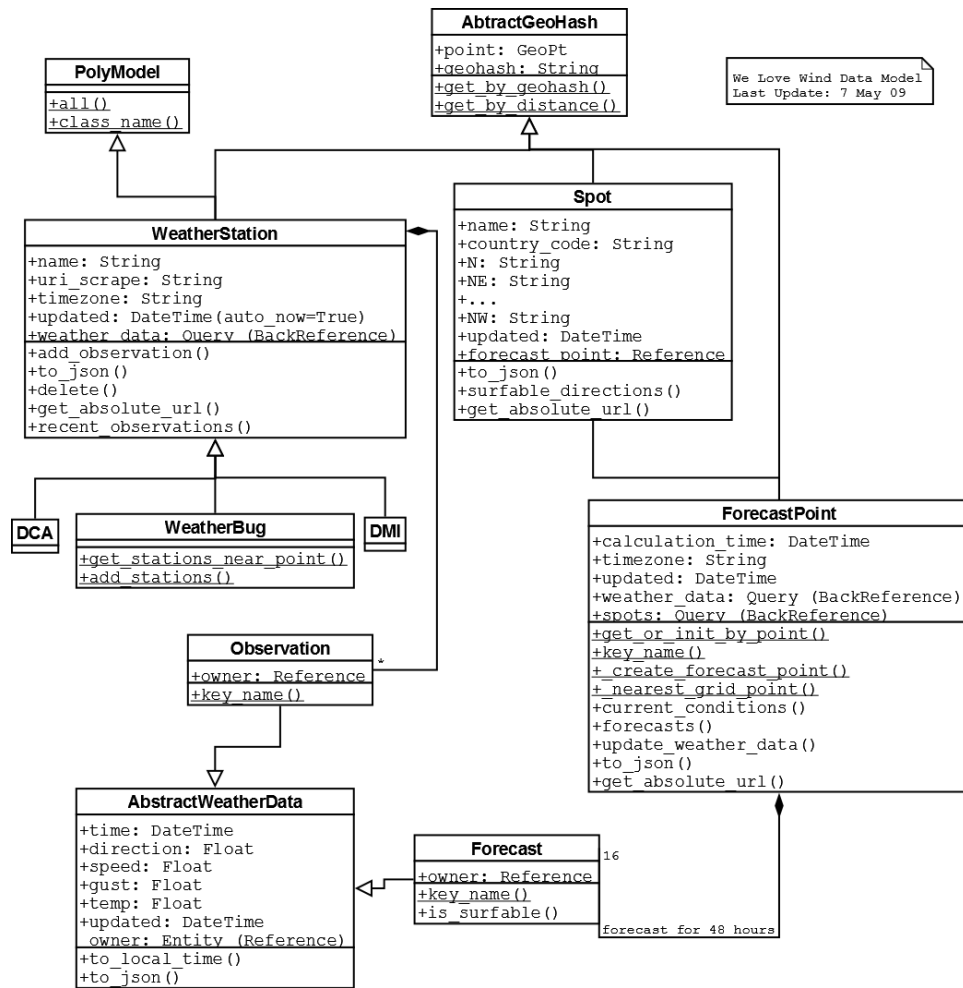 AbtractGeoHash
+point: GeoPt
+geohash: String
+get_by_geohash()
+get_by_distance()
PolyModel
+all()
+class_name()
We Love Wind Data Model
Last Update: 7 May 09
WeatherStation
+name: String
+uri_scrape: String
+timezone: String
+updated: DateTime(auto_now=True)
+weather_data: Query (BackReference)
+add_observation()
+to_json()
+delete()
+get_absolute_url()
+recent_observations()
Spot
+name: String
+country_code: String
+N: String
+NE: String
+...
+NW: String
+updated: DateTime
+forecast_point: Reference
+to_json()
+surfable_directions()
+get_absolute_url()
DCA
WeatherBug
+get_stations_near_point()
+add_stations()
DMI
ForecastPoint
+calculation_time: DateTime
+timezone: String
+updated: DateTime
+weather_data: Query (BackReference)
+spots: Query (BackReference)
+get_or_init_by_point()
+key_name()
+_create_forecast_point()
+_nearest_grid_point()
+current_conditions()
+forecasts()
+update_weather_data()
+to_json()
+get_absolute_url()
Observation
+owner: Reference
+key_name()
*
AbstractWeatherData
+time: DateTime
+direction: Float
+speed: Float
+gust: Float
+temp: Float
+updated: DateTime
_owner: Entity (Reference)
+to_local_time()
+to_json()
Forecast
+owner: Reference
+key_name()
+is_surfable()
16
forecast for 48 hours